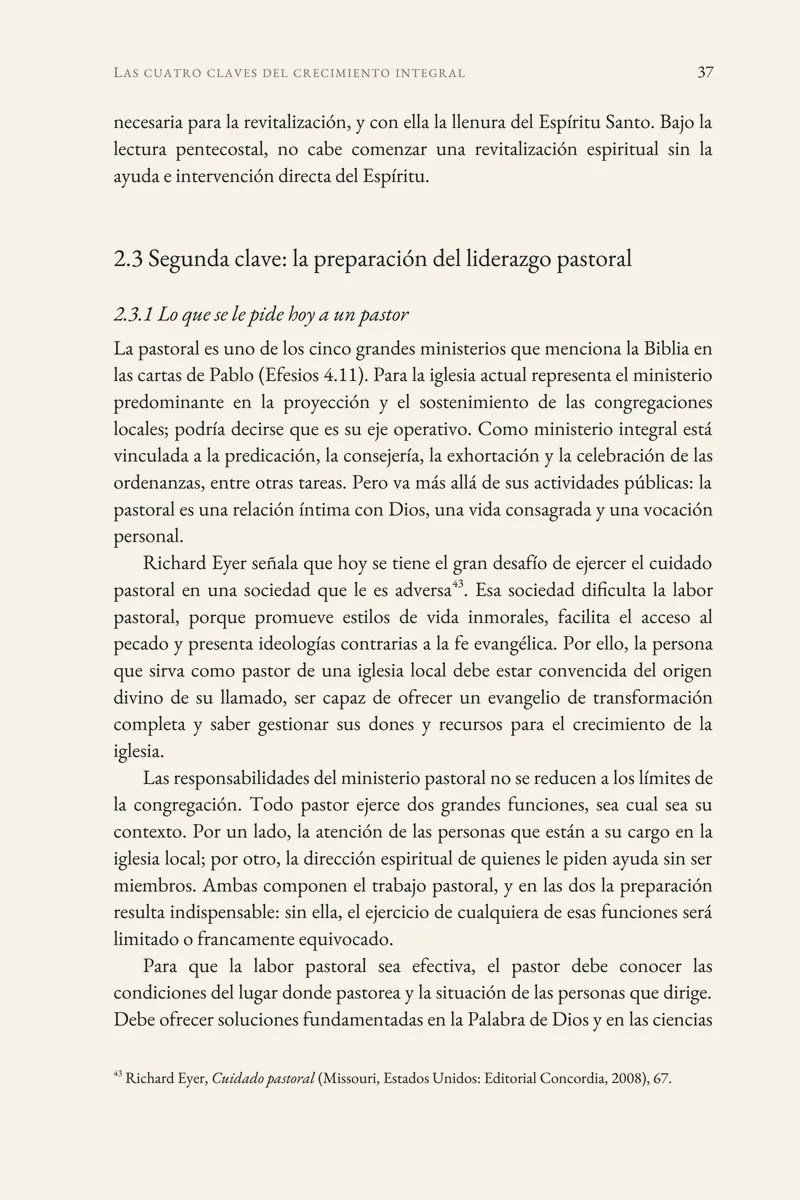 LAS CUATRO CLAVES DEL CRECIMIENTO INTEGRAL 37
necesaria para la revitalización, y con ella la llenura del Espíritu Santo. Bajo la
lectura pentecostal, no cabe comenzar una revitalización espiritual sin la
ayuda e intervención directa del Espíritu.
2.3 Segunda clave: la preparación del liderazgo pastoral
2.3.1 Lo que se le pide hoy a un pastor
La pastoral es uno de los cinco grandes ministerios que menciona la Biblia en
las cartas de Pablo (Efesios 4.11). Para la iglesia actual representa el ministerio
predominante en la proyección y el sostenimiento de las congregaciones
locales; podría decirse que es su eje operativo. Como ministerio integral está
vinculada a la predicación, la consejería, la exhortación y la celebración de las
ordenanzas, entre otras tareas. Pero va más allá de sus actividades públicas: la
pastoral es una relación íntima con Dios, una vida consagrada y una vocación
personal.
Richard Eyer señala que hoy se tiene el gran desafío de ejercer el cuidado
pastoral en una sociedad que le es adversa⁴³. Esa sociedad dificulta la labor
pastoral, porque promueve estilos de vida inmorales, facilita el acceso al
pecado y presenta ideologías contrarias a la fe evangélica. Por ello, la persona
que sirva como pastor de una iglesia local debe estar convencida del origen
divino de su llamado, ser capaz de ofrecer un evangelio de transformación
completa y saber gestionar sus dones y recursos para el crecimiento de la
iglesia.
Las responsabilidades del ministerio pastoral no se reducen a los límites de
la congregación. Todo pastor ejerce dos grandes funciones, sea cual sea su
contexto. Por un lado, la atención de las personas que están a su cargo en la
iglesia local; por otro, la dirección espiritual de quienes le piden ayuda sin ser
miembros. Ambas componen el trabajo pastoral, y en las dos la preparación
resulta indispensable: sin ella, el ejercicio de cualquiera de esas funciones será
limitado o francamente equivocado.
Para que la labor pastoral sea efectiva, el pastor debe conocer las
condiciones del lugar donde pastorea y la situación de las personas que dirige.
Debe ofrecer soluciones fundamentadas en la Palabra de Dios y en las ciencias
⁴³ Richard Eyer, Cuidado pastoral (Missouri, Estados Unidos: Editorial Concordia, 2008), 67.